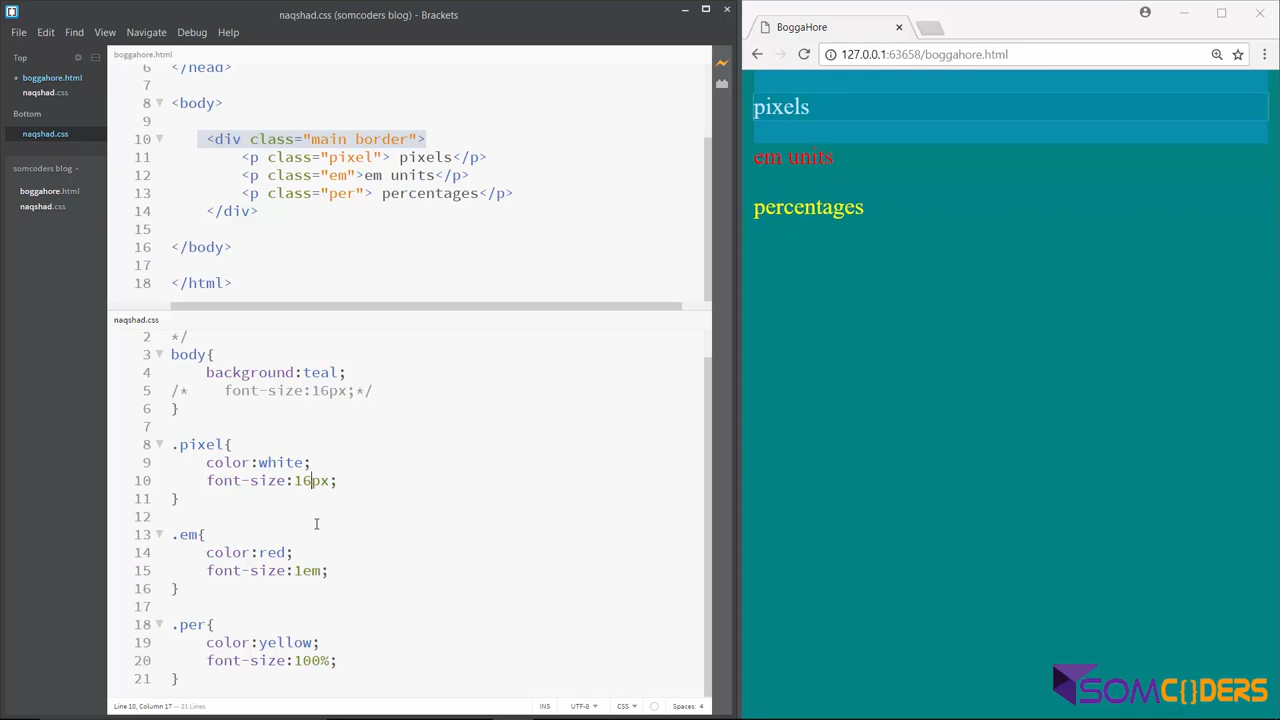 naqshad.css (somcoders blog) - Brackets
File Edit Find View Navigate Debug Help
Top
boggahore.html
naqshad.css
Bottom
naqshad.css
somcoders blog
boggahore.html
naqshad.css
boggahore.html
6 </head>
7
8 <body>
9
10 <div class="main border">
11 <p class="pixel"> pixels</p>
12 <p class="em">em units</p>
13 <p class="per"> percentages</p>
14 </div>
15
16 </body>
17
18 </html>
naqshad.css
2 */
3 body{
4 background:teal;
5 /* font-size:16px;*/
6 }
7
8 .pixel{
9 color:white;
10 font-size:16px;
11 }
12
13 .em{
14 color:red;
15 font-size:1em;
16 }
17
18 .per{
19 color:yellow;
20 font-size:100%;
21 }
Line 10, Column 17 — 21 Lines
INS UTF-8 CSS Spaces: 4
BoggaHore
127.0.0.1:63658/boggahore.html
pixels
em units
percentages
SOMC{}DERS